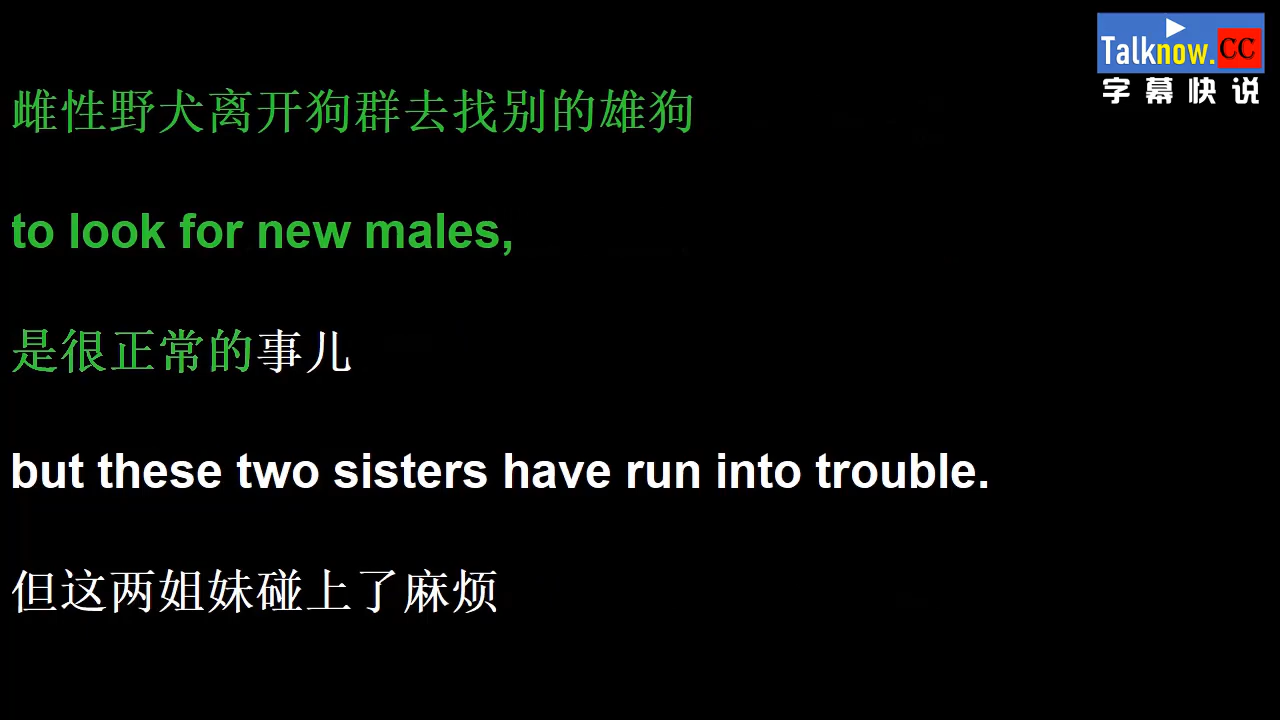 Talknow.CC
字幕快说
雌性野犬离开狗群去找别的雄狗
to look for new males,
是很正常的事儿
but these two sisters have run into trouble.
但这两姐妹碰上了麻烦